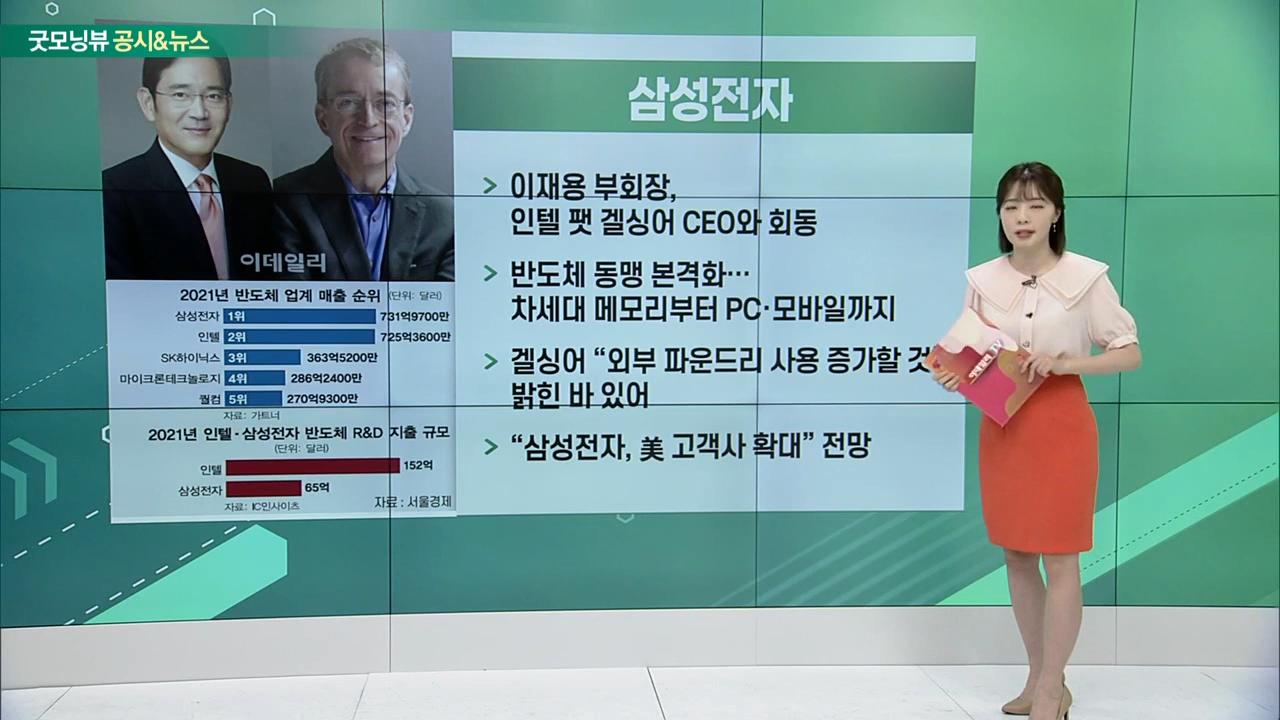 굿모닝뷰 공시&뉴스
이데일리
2021년 반도체 업계 매출 순위 (단위: 달러)
삼성전자 1위 731억9700만
인텔 2위 725억3600만
SK하이닉스 3위 363억5200만
마이크론테크놀로지 4위 286억2400만
퀄컴 5위 270억9300만
자료: 가트너
2021년 인텔·삼성전자 반도체 R&D 지출 규모
(단위: 달러)
인텔 152억
삼성전자 65억
자료: IC인사이츠
자료 : 서울경제
삼성전자
> 이재용 부회장,
인텔 팻 겔싱어 CEO와 회동
> 반도체 동맹 본격화…
차세대 메모리부터 PC·모바일까지
> 겔싱어 “외부 파운드리 사용 증가할 것
밝힌 바 있어
> “삼성전자, 美 고객사 확대” 전망